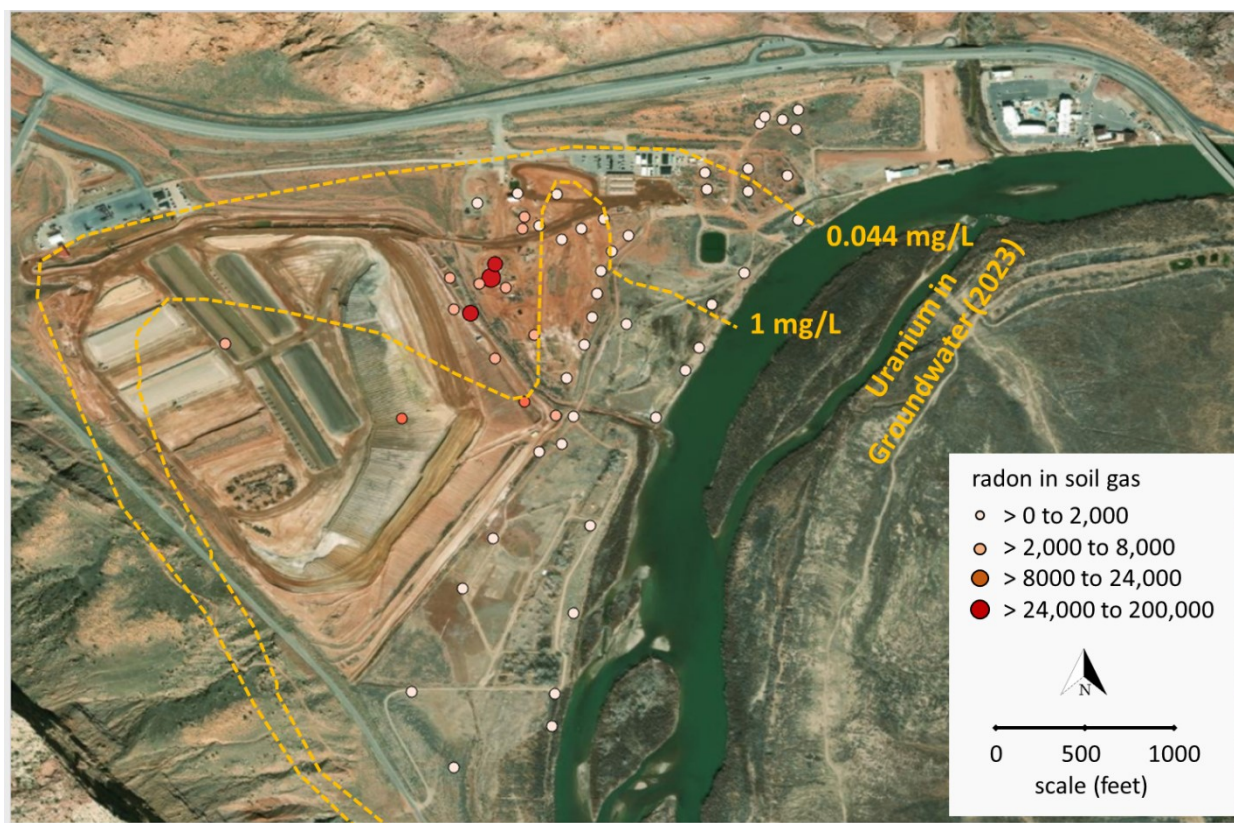 0.044 mg/L
1 mg/L
Uranium in
Groundwater (2023)
radon in soil gas
> 0 to 2,000
> 2,000 to 8,000
> 8000 to 24,000
> 24,000 to 200,000
N
0 500 1000
scale (feet)